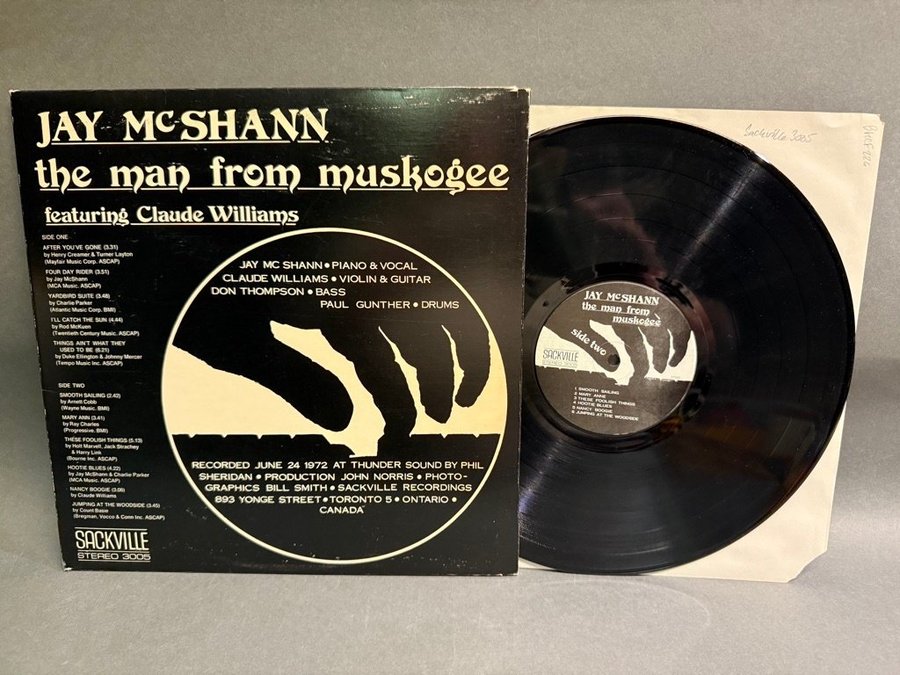 JAY McSHANN
the man from muskogee
featuring Claude Williams
SIDE ONE
AFTER YOU'VE GONE (3.31)
by Henry Creamer & Turner Layton
(Mayfair Music Corp. ASCAP)
FOUR DAY RIDER (3.51)
by Jay McShann
(MCA Music. ASCAP)
YARDBIRD SUITE (3.48)
by Charlie Parker
(Atlantic Music Corp. BMI)
I'LL CATCH THE SUN (4.44)
by Rod McKuen
(Twentieth Century Music. ASCAP)
THINGS AIN'T WHAT THEY
USED TO BE (6.21)
by Duke Ellington & Johnny Mercer
(Tempo Music Inc. ASCAP)
SIDE TWO
SMOOTH SAILING (2.42)
by Arnett Cobb
(Wayne Music. BMI)
MARY ANN (3.41)
by Ray Charles
(Progressive. BMI)
THESE FOOLISH THINGS (5.13)
by Holt Marvell, Jack Strachey
& Harry Link
(Bourne Inc. ASCAP)
HOOTIE BLUES (4.22)
by Jay McShann & Charlie Parker
(MCA Music. ASCAP)
NANCY BOOGIE (3.06)
by Claude Williams
JUMPING AT THE WOODSIDE (3.45)
by Count Basie
(Bregman, Vocco & Conn Inc. ASCAP)
SACKVILLE
STEREO 3005
JAY MC SHANN • PIANO & VOCAL
CLAUDE WILLIAMS • VIOLIN & GUITAR
DON THOMPSON • BASS
PAUL GUNTHER • DRUMS
RECORDED JUNE 24 1972 AT THUNDER SOUND BY PHIL
SHERIDAN • PRODUCTION JOHN NORRIS • PHOTO-
GRAPHICS BILL SMITH • SACKVILLE RECORDINGS
893 YONGE STREET • TORONTO 5 • ONTARIO •
CANADA
JAY McSHANN
the man from
muskogee
side two
SACKVILLE
STEREO 3005
1 SMOOTH SAILING
2 MARY ANNE
3 THESE FOOLISH THINGS
4 HOOTIE BLUES
5 NANCY BOOGIE
6 JUMPING AT THE WOODSIDE
Sackville 3005